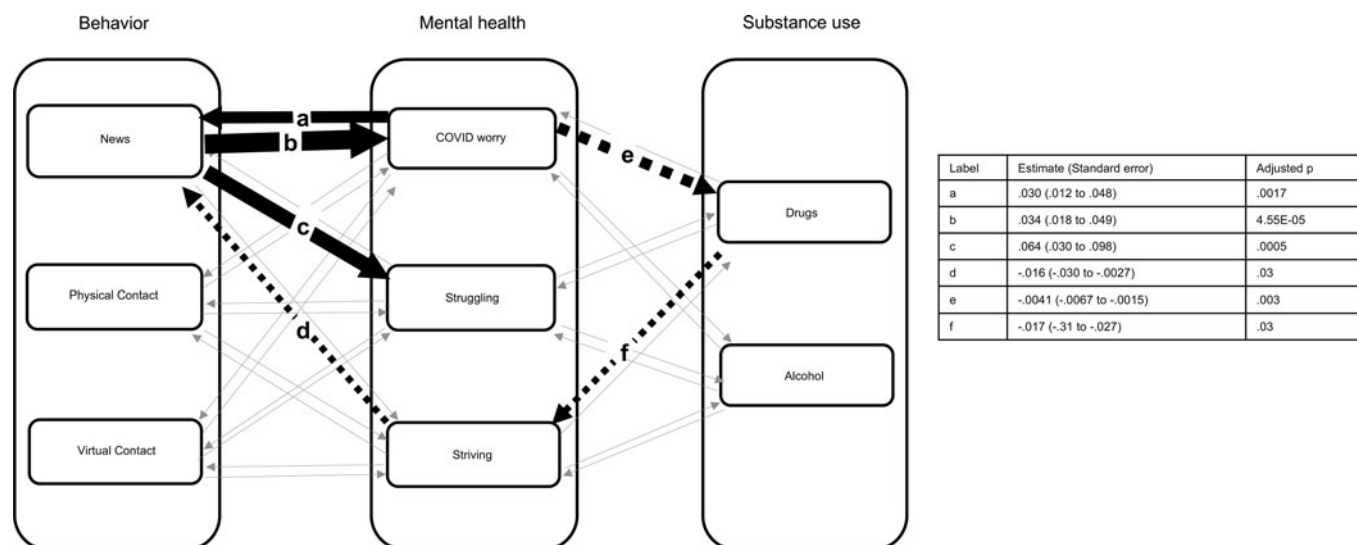 Behavior
Mental health
Substance use
News
a
b
COVID worry
e
Drugs
c
Physical Contact
Struggling
d
f
Alcohol
Virtual Contact
Striving
Label Estimate (Standard error) Adjusted p
a .030 (.012 to .048) .0017
b .034 (.018 to .049) 4.55E-05
c .064 (.030 to .098) .0005
d -.016 (-.030 to -.0027) .03
e -.0041 (-.0067 to -.0015) .003
f -.017 (-.31 to -.027) .03